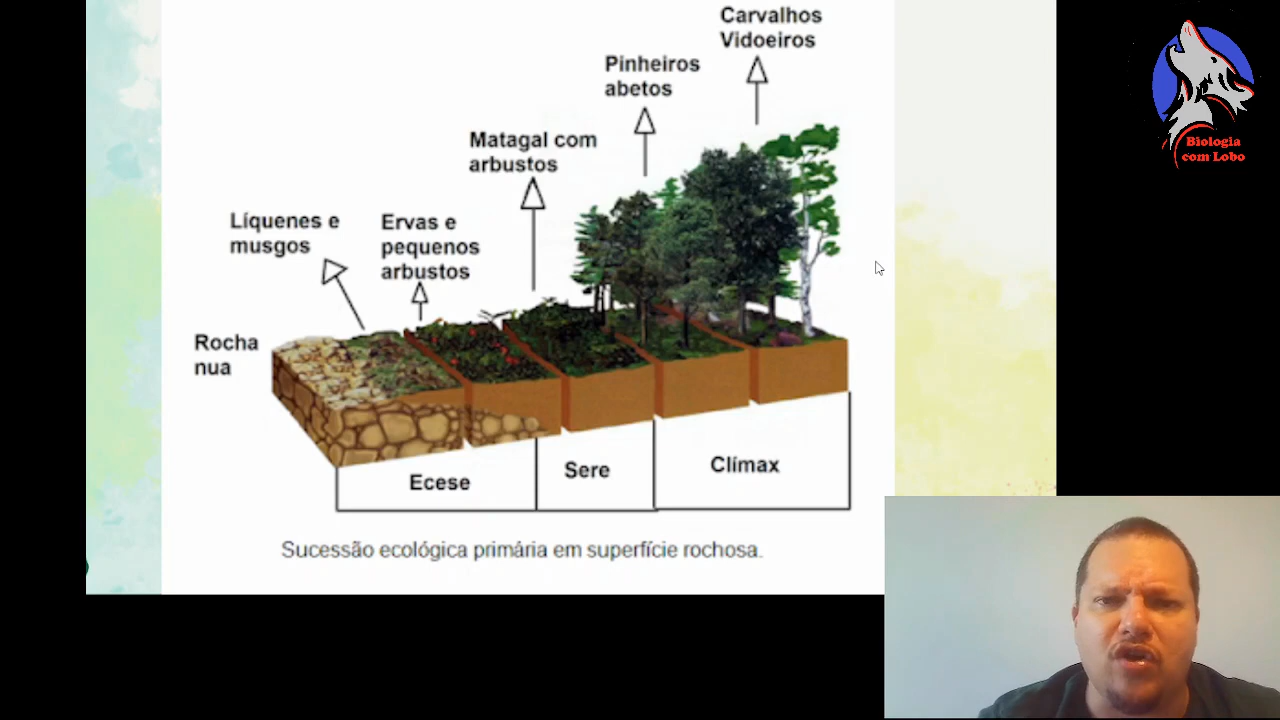 Carvalhos
Vidoeiros
Pinheiros
abetos
Matagal com
arbustos
Líquenes e
musgos
Ervas e
pequenos
arbustos
Rocha
nua
Ecese
Sere
Clímax
Sucessão ecológica primária em superfície rochosa.
Biologia
com Lobo